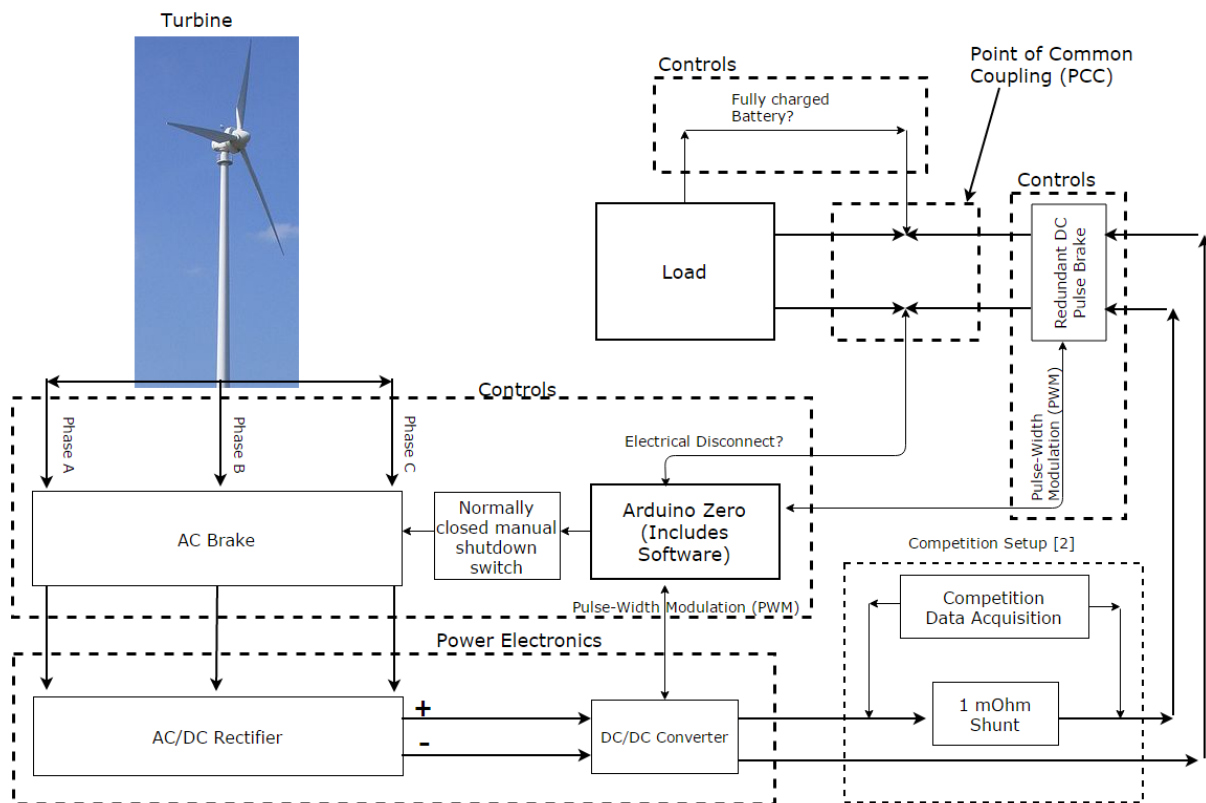 Turbine
Controls
Fully charged
Battery?
Point of Common
Coupling (PCC)
Load
Controls
Redundant DC
Pulse Brake
Pulse-Width
Modulation (PWM)
Controls
Phase A
Phase B
Phase C
Electrical Disconnect?
AC Brake
Normally
closed manual
shutdown
switch
Arduino Zero
(Includes
Software)
Pulse-Width Modulation (PWM)
Competition Setup [2]
Competition
Data Acquisition
1 mOhm
Shunt
Power Electronics
AC/DC Rectifier
+
-
DC/DC Converter